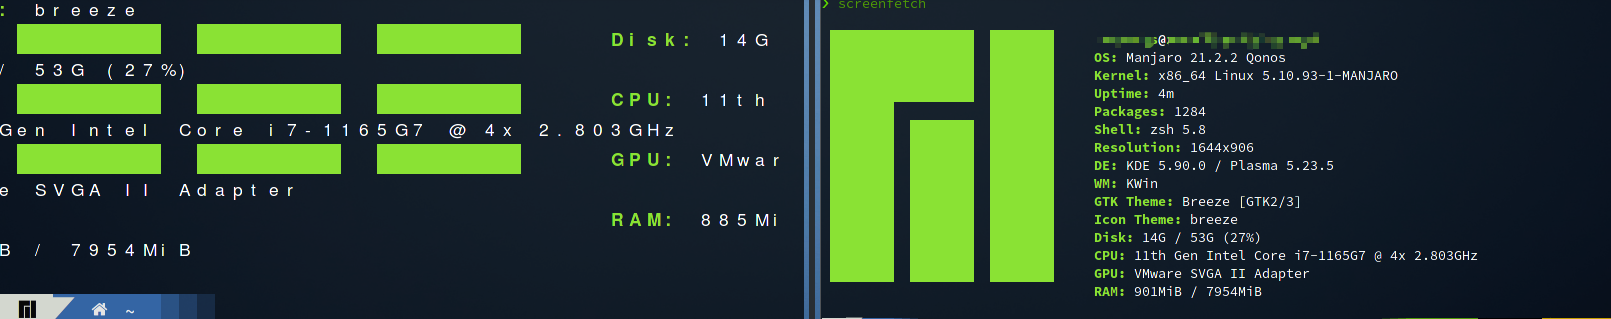 : breeze
Disk: 14G
/ 53G (27%)
CPU: 11th
Gen Intel Core i7-1165G7 @ 4x 2.803GHz
GPU: VMwar
e SVGA II Adapter
RAM: 885Mi
B / 7954MiB
~
❯ screenfetch
@
OS: Manjaro 21.2.2 Qonos
Kernel: x86_64 Linux 5.10.93-1-MANJARO
Uptime: 4m
Packages: 1284
Shell: zsh 5.8
Resolution: 1644x906
DE: KDE 5.90.0 / Plasma 5.23.5
WM: KWin
GTK Theme: Breeze [GTK2/3]
Icon Theme: breeze
Disk: 14G / 53G (27%)
CPU: 11th Gen Intel Core i7-1165G7 @ 4x 2.803GHz
GPU: VMware SVGA II Adapter
RAM: 901MiB / 7954MiB